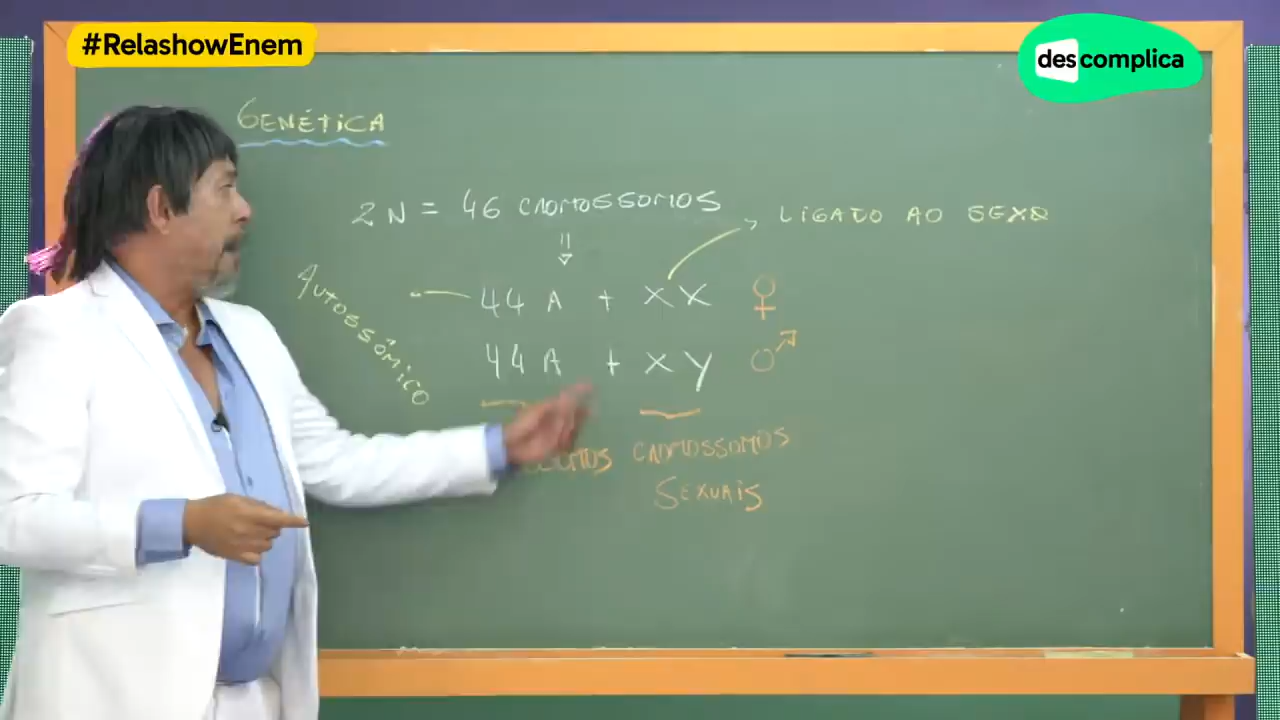 #RelashowEnem
descomplica
GENÉTICA
2N = 46 CROMOSSOMOS
LIGADO AO SEXO
AUTOSSÔMICO
44 A + XX ♀
44 A + XY ♂
CROMOSSOMOS
SEXUAIS